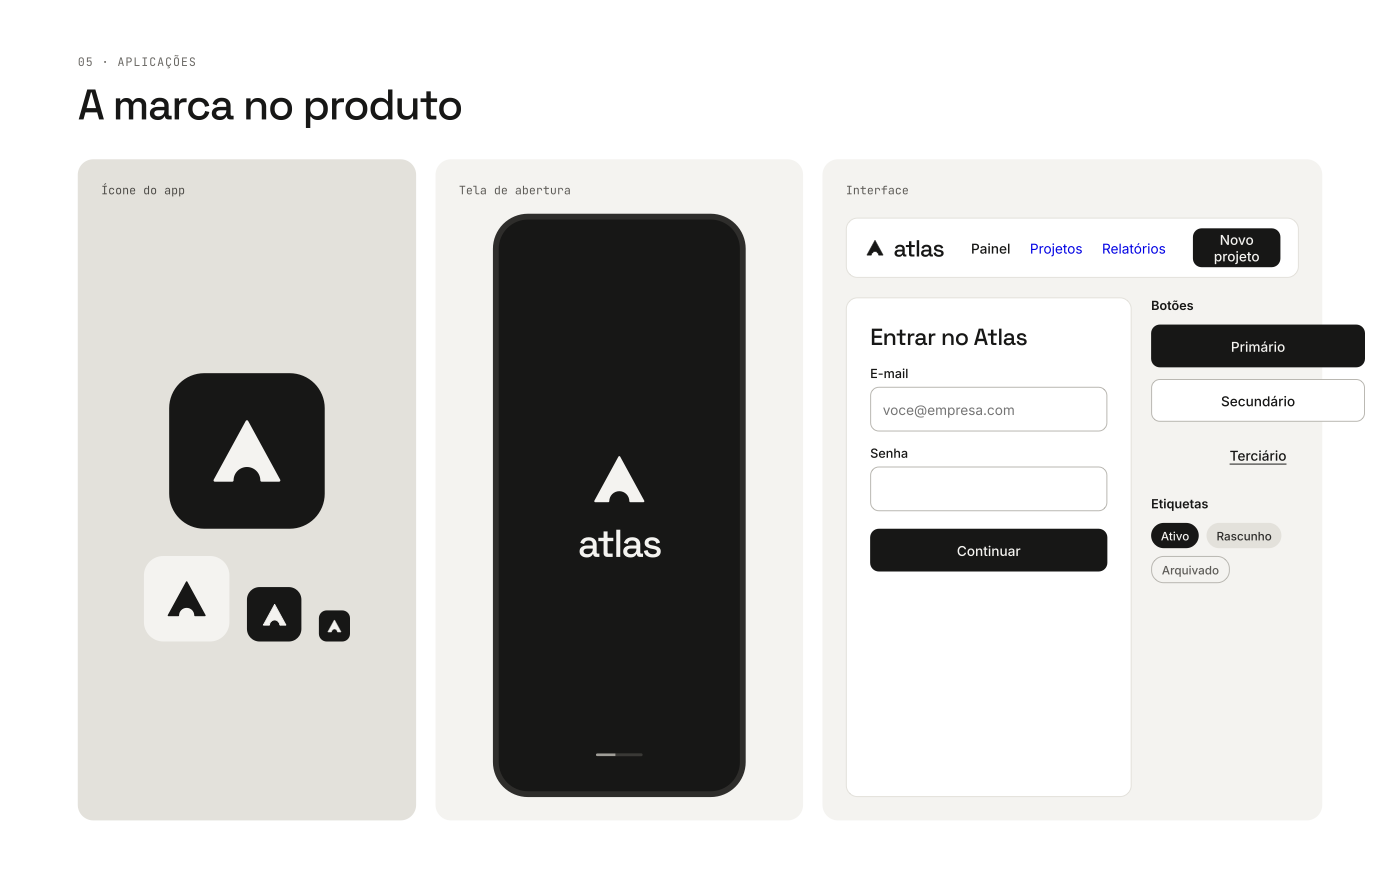 05 · APLICAÇÕES
A marca no produto
Ícone do app
Tela de abertura
atlas
Interface
atlas
Painel
Projetos
Relatórios
Novo
projeto
Entrar no Atlas
E-mail
voce@empresa.com
Senha
Continuar
Botões
Primário
Secundário
Terciário
Etiquetas
Ativo
Rascunho
Arquivado